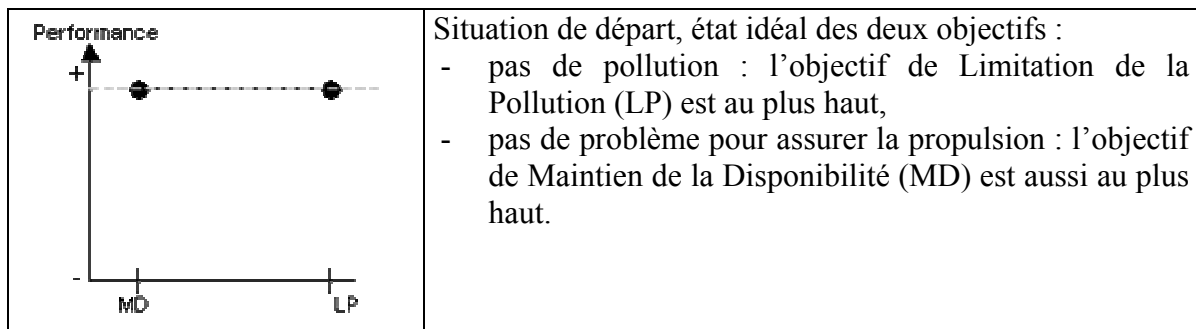 Performance
+
-
MD
LP
Situation de départ, état idéal des deux objectifs :
- pas de pollution : l’objectif de Limitation de la
Pollution (LP) est au plus haut,
- pas de problème pour assurer la propulsion : l’objectif
de Maintien de la Disponibilité (MD) est aussi au plus
haut.